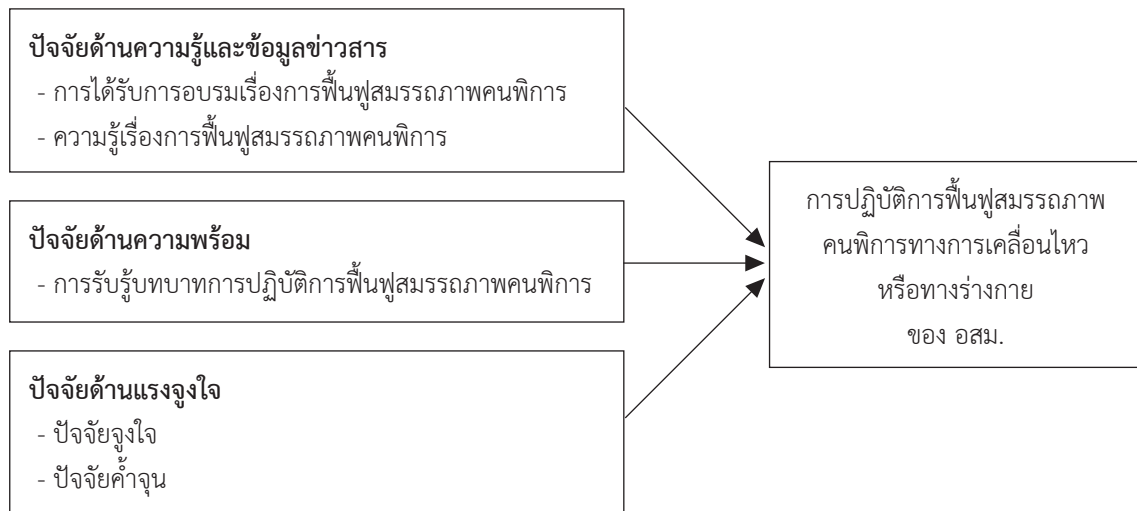 ปัจจัยด้านความรู้และข้อมูลข่าวสาร
- การได้รับการอบรมเรื่องการฟื้นฟูสมรรถภาพคนพิการ
- ความรู้เรื่องการฟื้นฟูสมรรถภาพคนพิการ
ปัจจัยด้านความพร้อม
- การรับรู้บทบาทการปฏิบัติการฟื้นฟูสมรรถภาพคนพิการ
ปัจจัยด้านแรงจูงใจ
- ปัจจัยจูงใจ
- ปัจจัยค้ำจุน
การปฏิบัติการฟื้นฟูสมรรถภาพ
คนพิการทางการเคลื่อนไหว
หรือทางร่างกาย
ของ อสม.